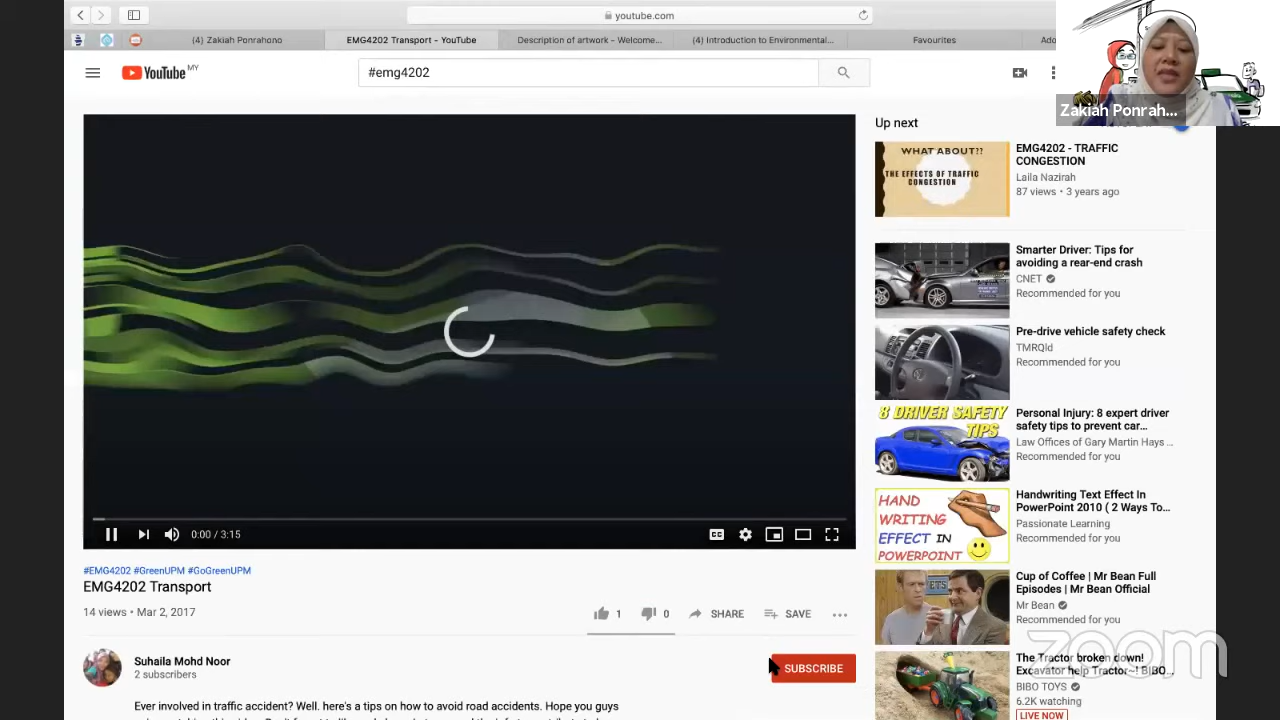 youtube.com
(4) Zakiah Ponrahono
EMG4202 Transport - YouTube
Description of artwork - Welcome...
(4) Introduction to Environmental...
Favourites
Ado
YouTube MY
#emg4202
Zakiah Ponrah...
Up next
WHAT ABOUT??
THE EFFECTS OF TRAFFIC
CONGESTION
EMG4202 - TRAFFIC
CONGESTION
Laila Nazirah
87 views • 3 years ago
Smarter Driver: Tips for
avoiding a rear-end crash
CNET
Recommended for you
Pre-drive vehicle safety check
TMRQld
Recommended for you
8 DRIVER SAFETY
TIPS
Personal Injury: 8 expert driver
safety tips to prevent car...
Law Offices of Gary Martin Hays ...
Recommended for you
HAND
WRITING
EFFECT IN
POWERPOINT
Handwriting Text Effect In
PowerPoint 2010 ( 2 Ways To...
Passionate Learning
Recommended for you
Cup of Coffee | Mr Bean Full
Episodes | Mr Bean Official
Mr Bean
Recommended for you
The Tractor broken down!
Excavator help Tractor~! BIBO...
BIBO TOYS
6.2K watching
LIVE NOW
zoom
0:00 / 3:15
#EMG4202 #GreenUPM #GoGreenUPM
EMG4202 Transport
14 views • Mar 2, 2017
1
0
SHARE
SAVE
Suhaila Mohd Noor
2 subscribers
SUBSCRIBE
Ever involved in traffic accident? Well. here's a tips on how to avoid road accidents. Hope you guys